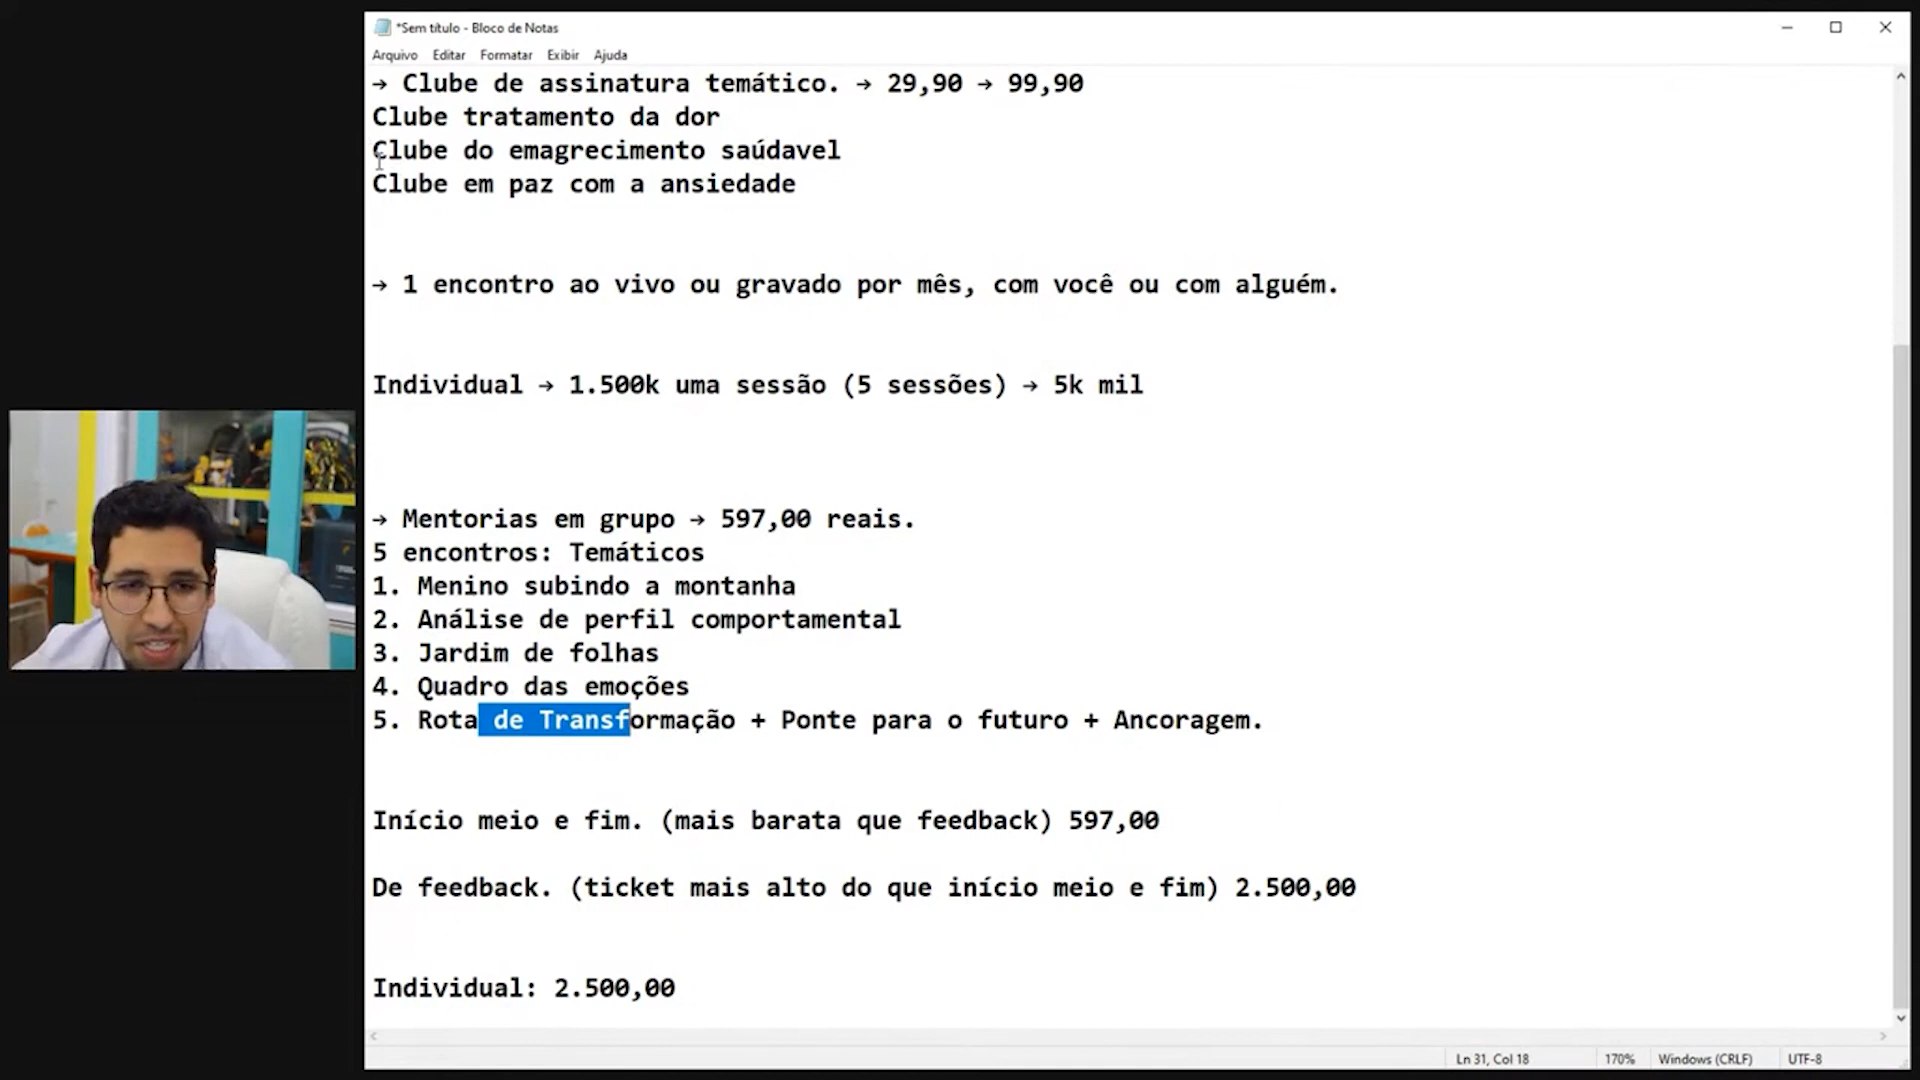 *Sem título - Bloco de Notas
Arquivo Editar Formatar Exibir Ajuda
→ Clube de assinatura temático. → 29,90 → 99,90
Clube tratamento da dor
Clube do emagrecimento saúdavel
Clube em paz com a ansiedade
→ 1 encontro ao vivo ou gravado por mês, com você ou com alguém.
Individual → 1.500k uma sessão (5 sessões) → 5k mil
→ Mentorias em grupo → 597,00 reais.
5 encontros: Temáticos
1. Menino subindo a montanha
2. Análise de perfil comportamental
3. Jardim de folhas
4. Quadro das emoções
5. Rota de Transformação + Ponte para o futuro + Ancoragem.
Início meio e fim. (mais barata que feedback) 597,00
De feedback. (ticket mais alto do que início meio e fim) 2.500,00
Individual: 2.500,00
Ln 31, Col 18 170% Windows (CRLF) UTF-8